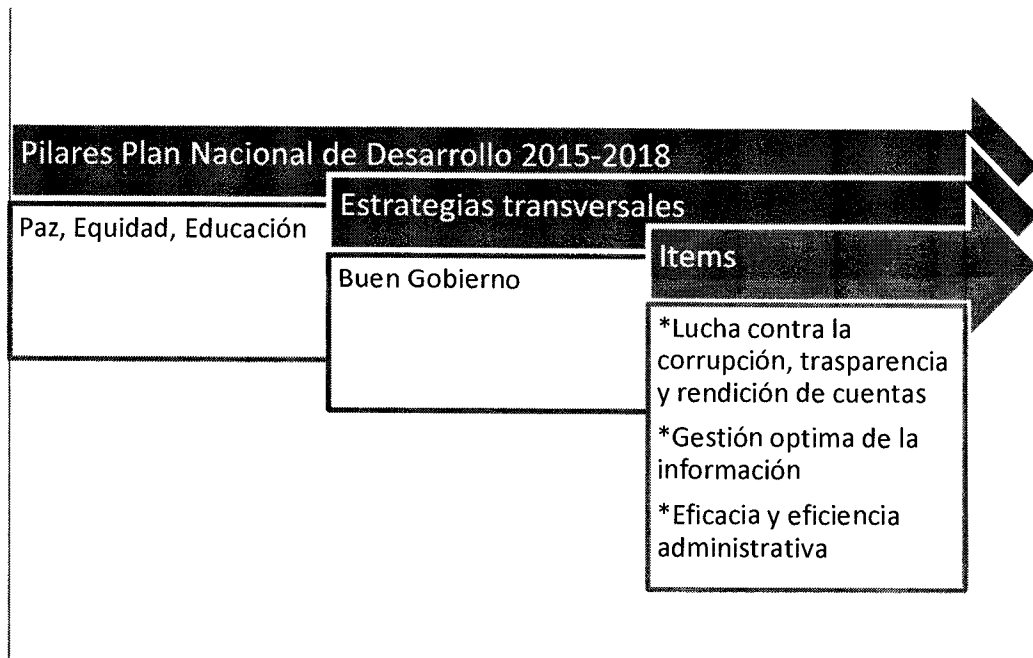 Pilares Plan Nacional de Desarrollo 2015-2018
Paz, Equidad, Educación
Estrategias transversales
Buen Gobierno
Items
*Lucha contra la
corrupción, trasparencia
y rendición de cuentas
*Gestión optima de la
información
*Eficacia y eficiencia
administrativa